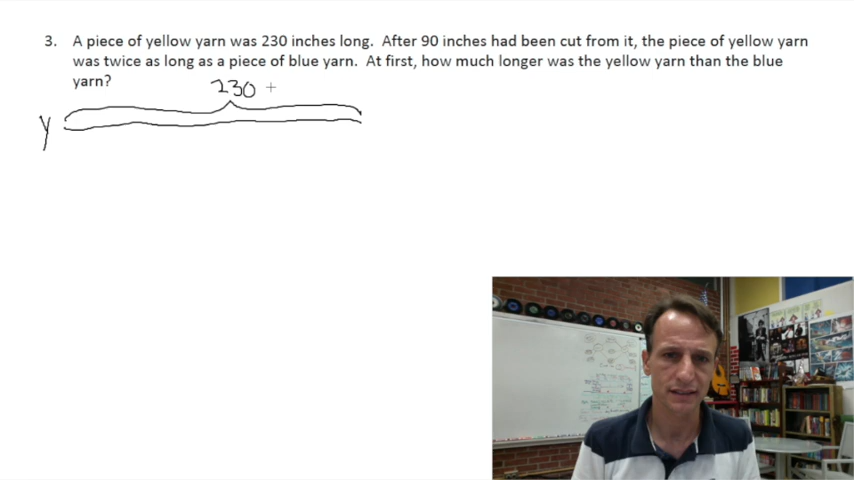 3. A piece of yellow yarn was 230 inches long. After 90 inches had been cut from it, the piece of yellow yarn
was twice as long as a piece of blue yarn. At first, how much longer was the yellow yarn than the blue
yarn?
230
Y